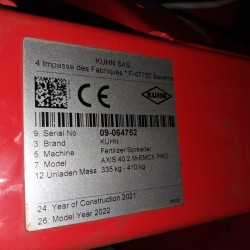 KUHN SAS
4 Impasse des Fabriques * F-67700 Saverne
CE
KUHN
9. Serial No 09-064752
3 Brand KUHN
5. Machine Fertilizer Spreader
7. Model AXIS 40.2 M-EMCX PRO
12 Unladen Mass 335 kg - 410 kg
24. Year of Construction 2021
26. Model Year 2022